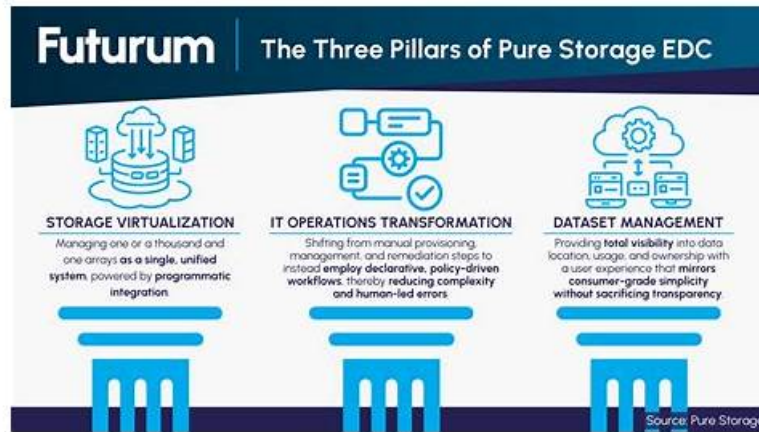 Futurum
The Three Pillars of Pure Storage EDC
STORAGE VIRTUALIZATION
Managing one or a thousand and
one arrays as a single, unified
system, powered by programmatic
integration.
IT OPERATIONS TRANSFORMATION
Shifting from manual provisioning,
management, and remediation steps to
instead employ declarative, policy-driven
workflows, thereby reducing complexity
and human-led errors.
DATASET MANAGEMENT
Providing total visibility into data
location, usage, and ownership with
a user experience that mirrors
consumer-grade simplicity
without sacrificing transparency.
Source: Pure Storage